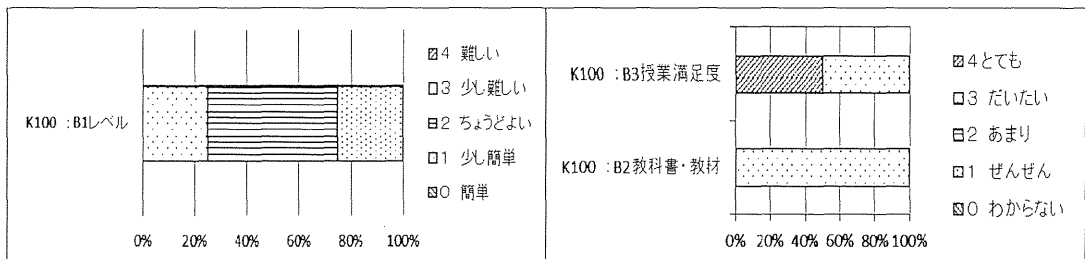 K100 :B1レベル
0% 20% 40% 60% 80% 100%
4 難しい
3 少し難しい
2 ちょうどよい
1 少し簡単
0 簡単
K100 :B3授業満足度
K100 :B2教科書・教材
0% 20% 40% 60% 80% 100%
4とても
3 だいたい
2 あまり
1 ぜんぜん
0 わからない